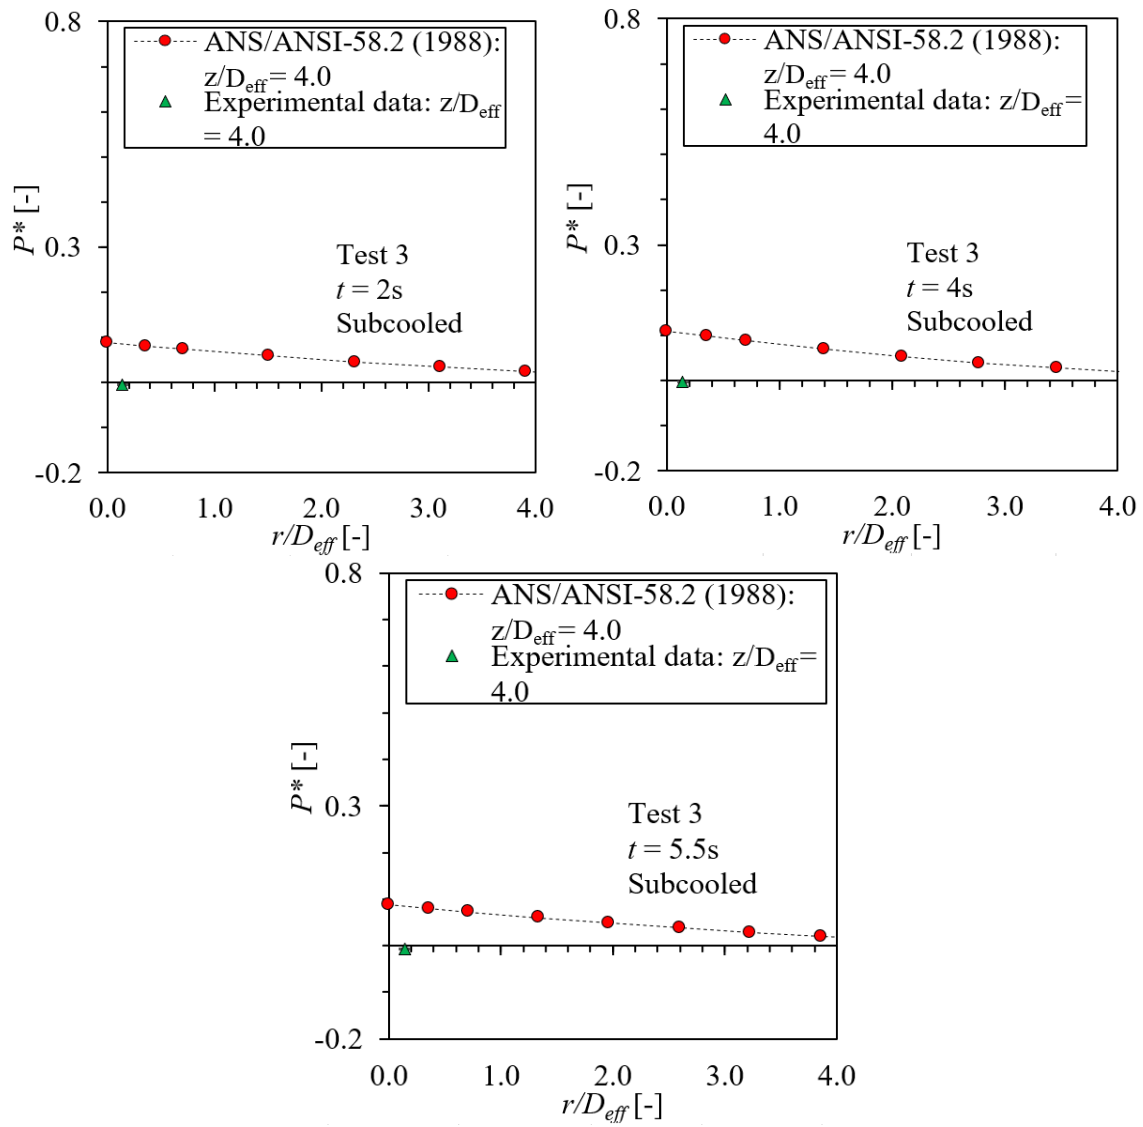 0.8
ANS/ANSI-58.2 (1988):
z/Deff = 4.0
Experimental data: z/Deff
= 4.0
P* [-]
0.3
Test 3
t = 2s
Subcooled
-0.2
0.0 1.0 2.0 3.0 4.0
r/Deff [-]
0.8
ANS/ANSI-58.2 (1988):
z/Deff = 4.0
Experimental data: z/Deff =
4.0
P* [-]
0.3
Test 3
t = 4s
Subcooled
-0.2
0.0 1.0 2.0 3.0 4.0
r/Deff [-]
0.8
ANS/ANSI-58.2 (1988):
z/Deff = 4.0
Experimental data: z/Deff =
4.0
P* [-]
0.3
Test 3
t = 5.5s
Subcooled
-0.2
0.0 1.0 2.0 3.0 4.0
r/Deff [-]